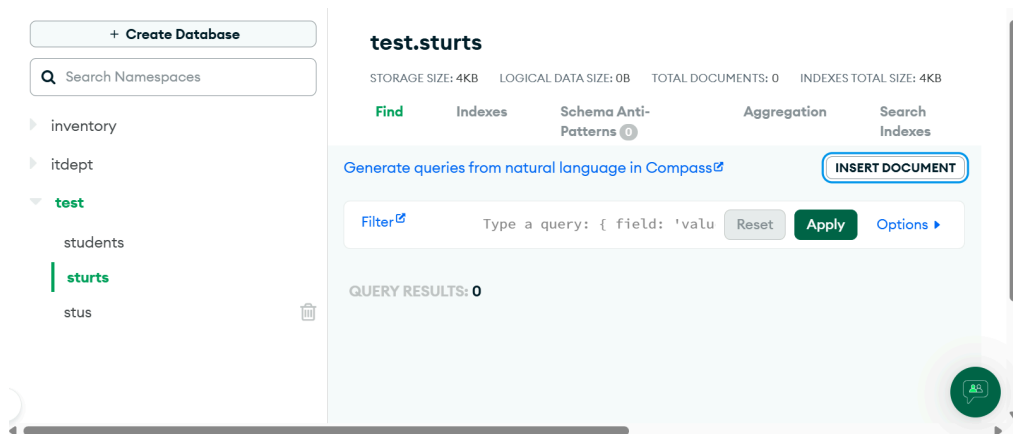 + Create Database
Search Namespaces
inventory
itdept
test
students
sturts
stus
test.sturts
STORAGE SIZE: 4KB LOGICAL DATA SIZE: 0B TOTAL DOCUMENTS: 0 INDEXES TOTAL SIZE: 4KB
Find Indexes Schema Anti- Aggregation Search
Patterns 0 Indexes
Generate queries from natural language in Compass INSERT DOCUMENT
Filter Type a query: { field: 'valu Reset Apply Options
QUERY RESULTS: 0